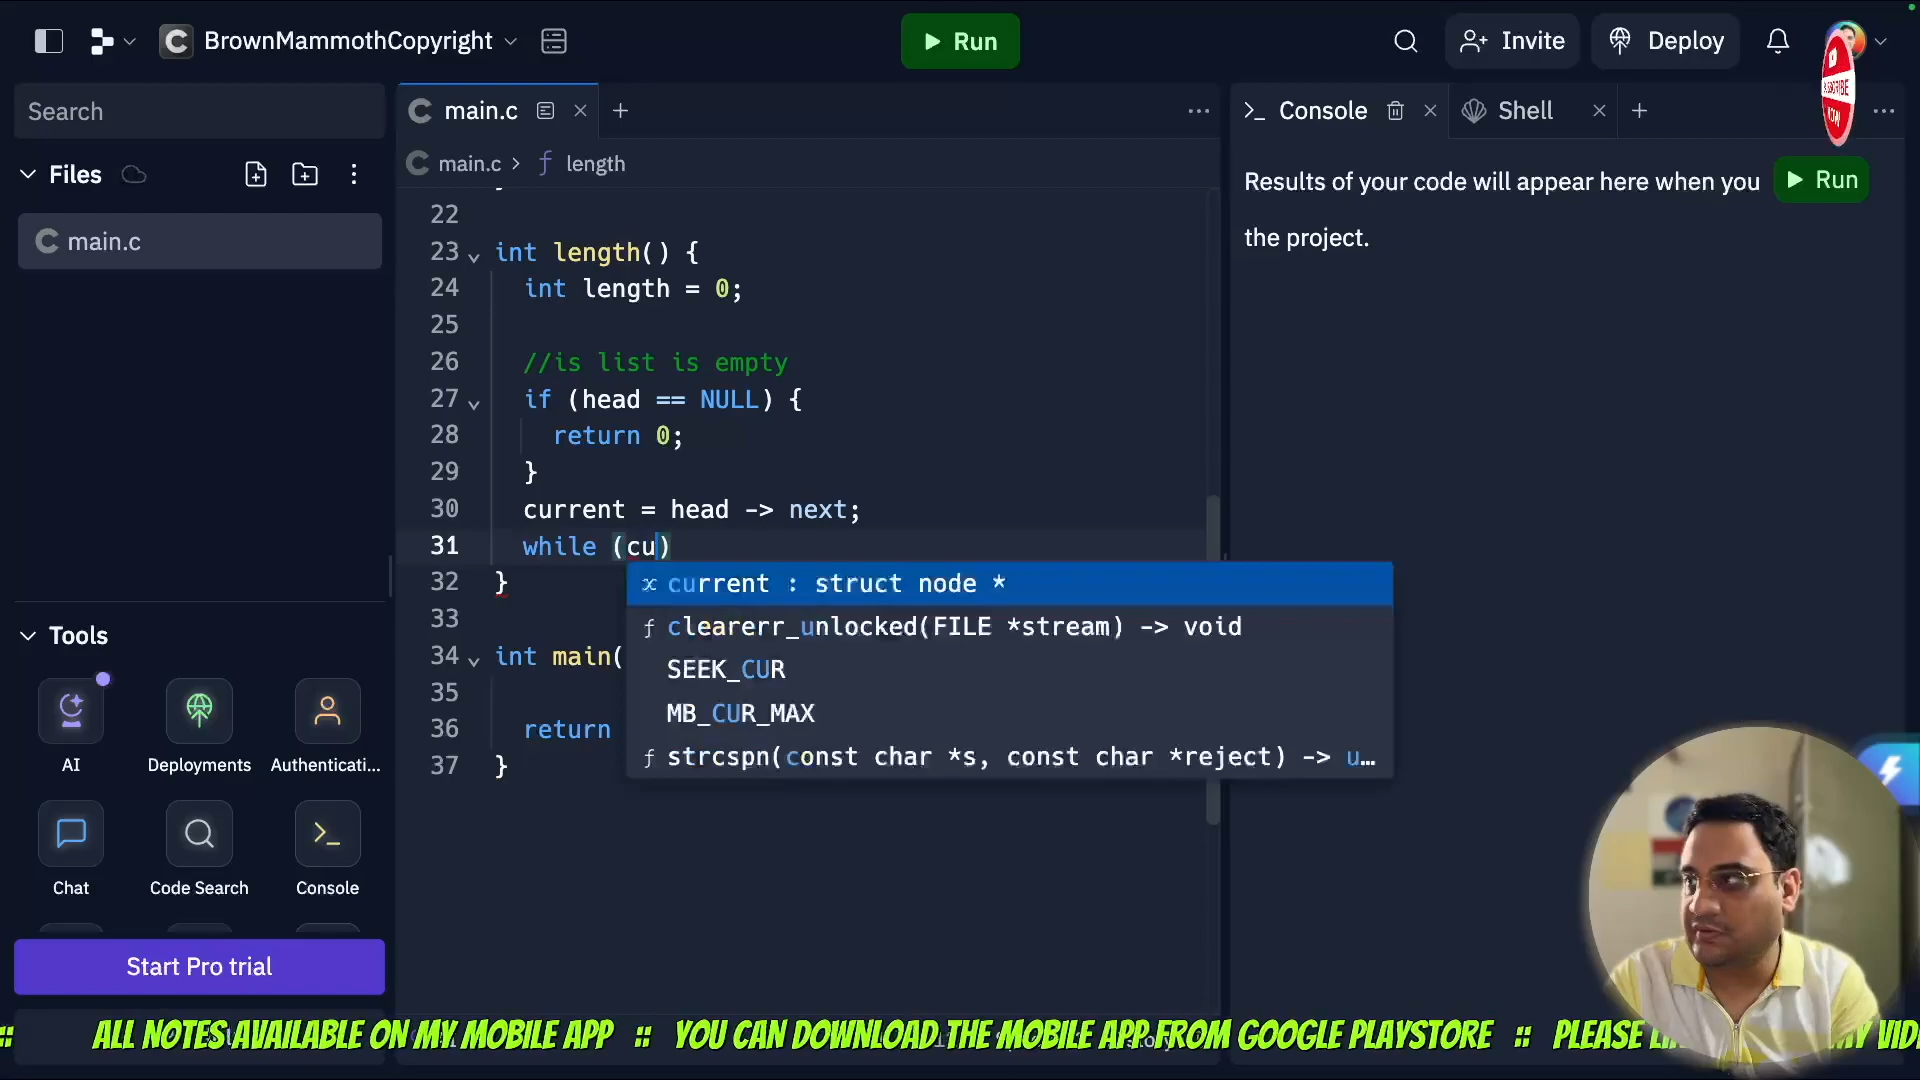 BrownMammothCopyright
Run
Invite
Deploy
SUBSCRIBE
NOW!
Search
main.c
Console
Shell
Files
main.c > f length
Results of your code will appear here when you
Run
the project.
main.c
22
23 int length() {
24 int length = 0;
25
26 //is list is empty
27 if (head == NULL) {
28 return 0;
29 }
30 current = head -> next;
31 while (cu)
32 }
33
34 int main(
35
36 return
37 }
current : struct node *
clearerr_unlocked(FILE *stream) -> void
SEEK_CUR
MB_CUR_MAX
strcspn(const char *s, const char *reject) -> u…
Tools
AI
Deployments
Authenticati...
Chat
Code Search
Console
Start Pro trial
:: ALL NOTES AVAILABLE ON MY MOBILE APP :: YOU CAN DOWNLOAD THE MOBILE APP FROM GOOGLE PLAYSTORE :: PLEASE